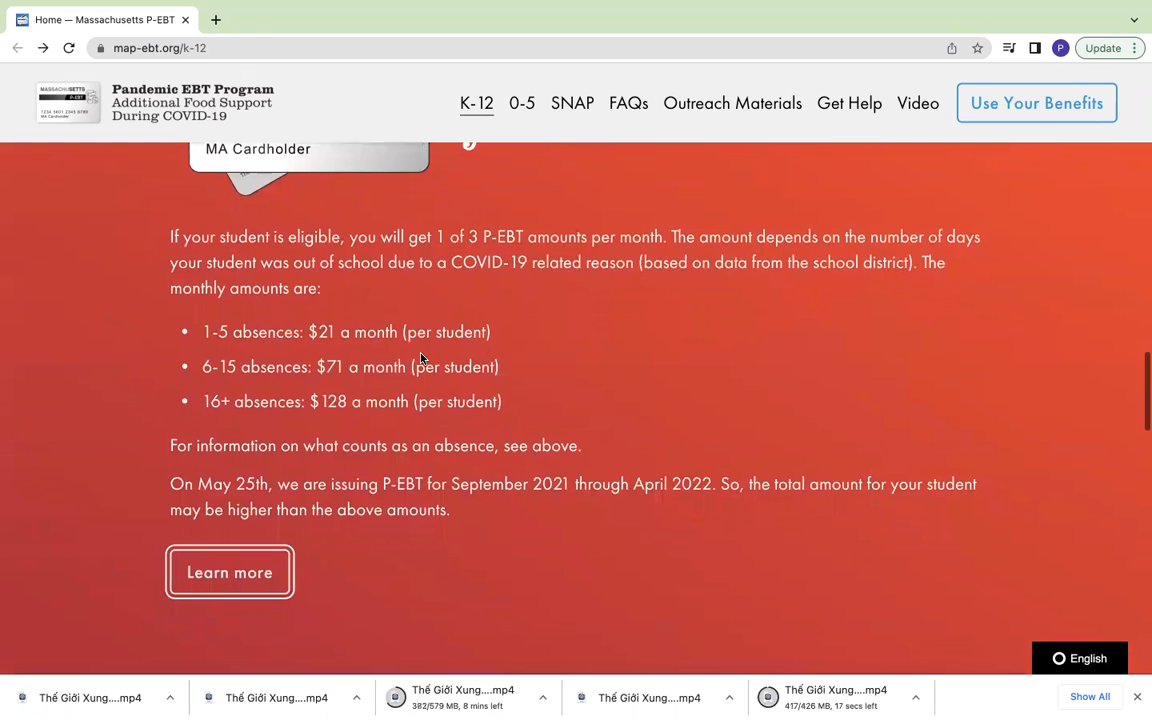 Home — Massachusetts P-EBT
map-ebt.org/k-12
P
Update
MASSACHUSETTS
P-EBT
MA Cardholder
Pandemic EBT Program
Additional Food Support
During COVID-19
K-12 0-5 SNAP FAQs Outreach Materials Get Help Video Use Your Benefits
MA Cardholder
If your student is eligible, you will get 1 of 3 P-EBT amounts per month. The amount depends on the number of days
your student was out of school due to a COVID-19 related reason (based on data from the school district). The
monthly amounts are:
• 1-5 absences: $21 a month (per student)
• 6-15 absences: $71 a month (per student)
• 16+ absences: $128 a month (per student)
For information on what counts as an absence, see above.
On May 25th, we are issuing P-EBT for September 2021 through April 2022. So, the total amount for your student
may be higher than the above amounts.
Learn more
English
Thế Giới Xung....mp4
Thế Giới Xung....mp4
Thế Giới Xung....mp4
382/579 MB, 8 mins left
Thế Giới Xung....mp4
Thế Giới Xung....mp4
417/426 MB, 17 secs left
Show All